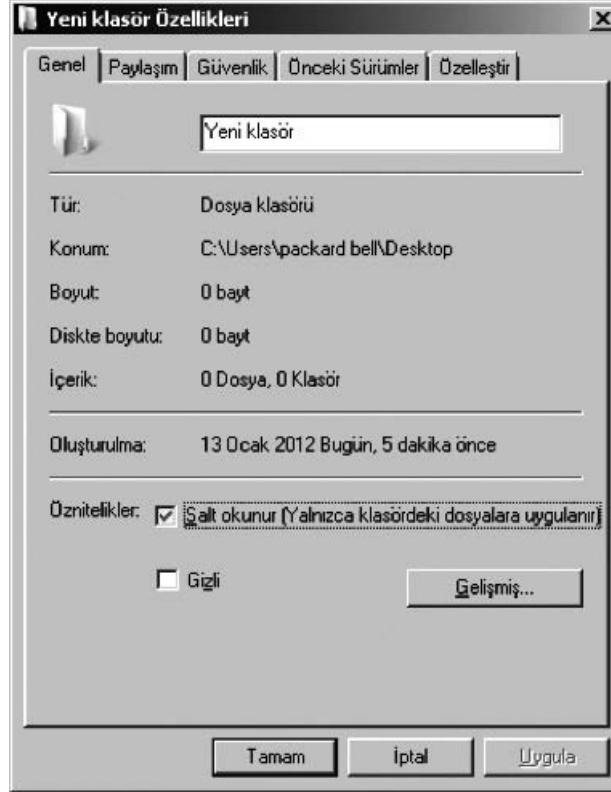 Yeni klasör Özellikleri
Genel Paylaşım Güvenlik Önceki Sürümler Özelleştir
Yeni klasör
Tür: Dosya klasörü
Konum: C:\Users\packard bell\Desktop
Boyut: 0 bayt
Diskte boyutu: 0 bayt
İçerik: 0 Dosya, 0 Klasör
Oluşturulma: 13 Ocak 2012 Bugün, 5 dakika önce
Öznitelikler: Salt okunur (Yalnızca klasördeki dosyalara uygulanır)
Gizli Gelişmiş...
Tamam İptal Uygula